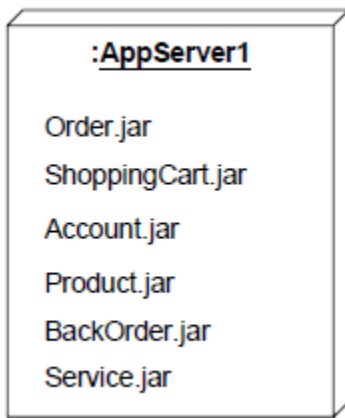 :AppServer1
Order.jar
ShoppingCart.jar
Account.jar
Product.jar
BackOrder.jar
Service.jar